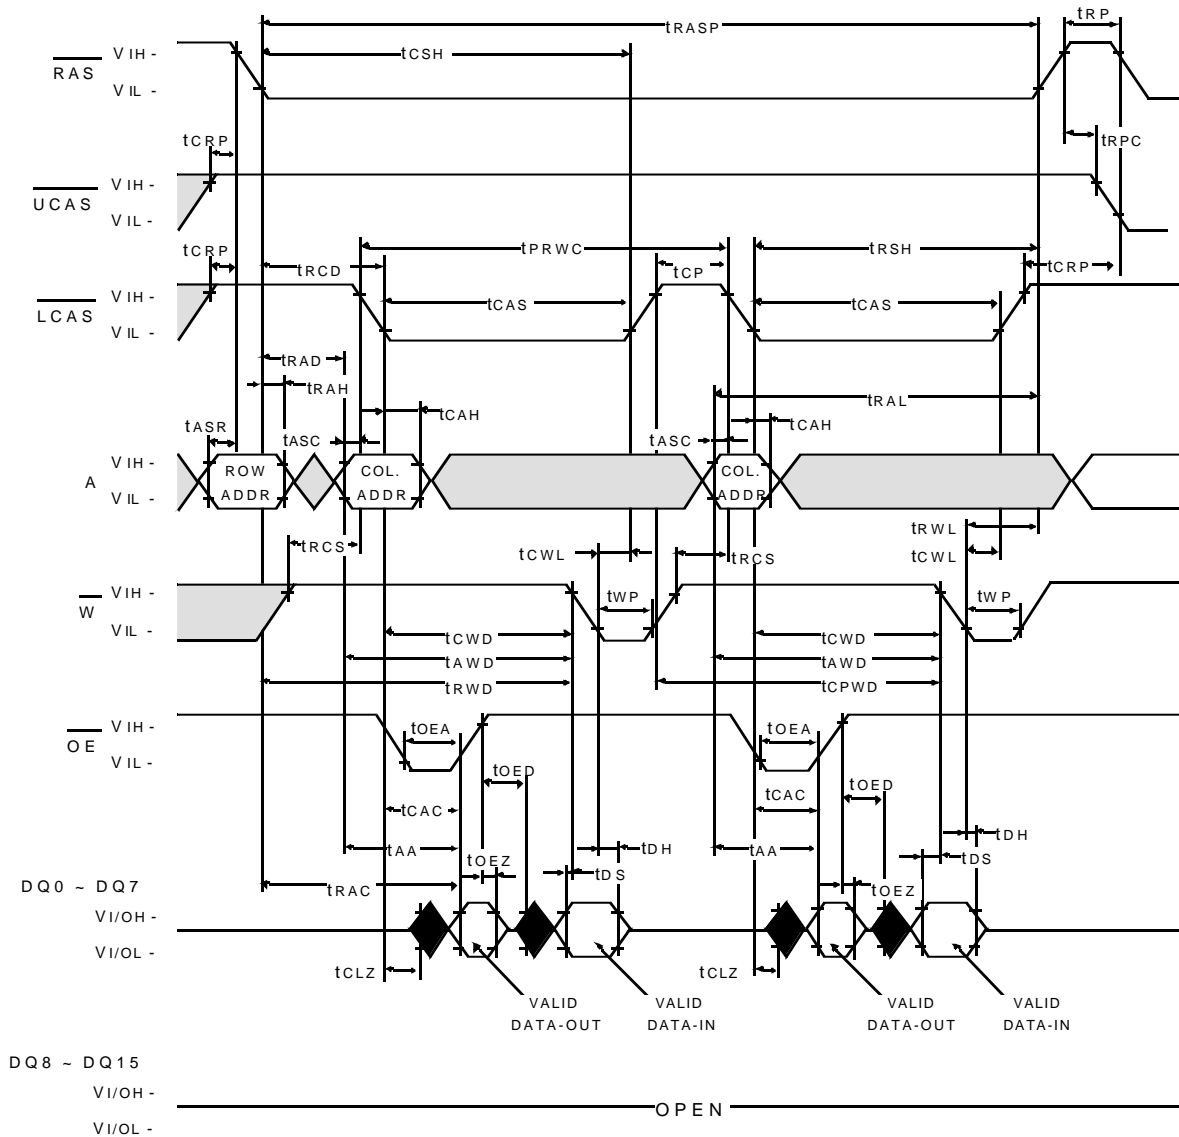 tRASP
tRP
tCSH
RAS
VIH -
VIL -
tCRP
tRPC
UCAS
VIH -
VIL -
tCRP
tRCD
tPRWC
tCP
tRSH
tCRP
LCAS
VIH -
VIL -
tCAS
tCAS
tRAD
tRAH
tCAH
tRAL
tCAH
tASR
tASC
tASC
A
VIH -
VIL -
ROW
ADDR
COL.
ADDR
COL.
ADDR
tRCS
tCWL
tRCS
tRWL
tCWL
W
VIH -
VIL -
tWP
tWP
tCWD
tCWD
tAWD
tAWD
tRWD
tCPWD
OE
VIH -
VIL -
tOEA
tOEA
tOED
tOED
tCAC
tCAC
tAA
tOEZ
tDH
tAA
tDH
tDS
tDS
tRAC
tOEZ
DQ0 ~ DQ7
VI/OH -
VI/OL -
tCLZ
tCLZ
VALID
DATA-OUT
VALID
DATA-IN
VALID
DATA-OUT
VALID
DATA-IN
DQ8 ~ DQ15
VI/OH -
VI/OL -
OPEN